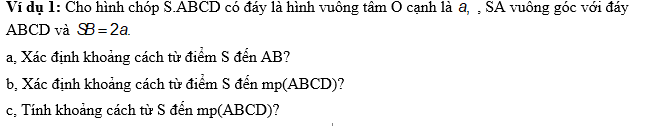 Ví dụ 1: Cho hình chóp S.ABCD có đáy là hình vuông tâm O cạnh là a, , SA vuông góc với đáy
ABCD và SB = 2a.
a, Xác định khoảng cách từ điểm S đến AB?
b, Xác định khoảng cách từ điểm S đến mp(ABCD)?
c, Tính khoảng cách từ S đến mp(ABCD)?